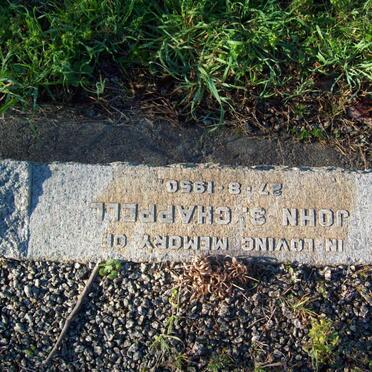 IN LOVING MEMORY OF
JOHN S. CHAPPELL
27-8-1950.